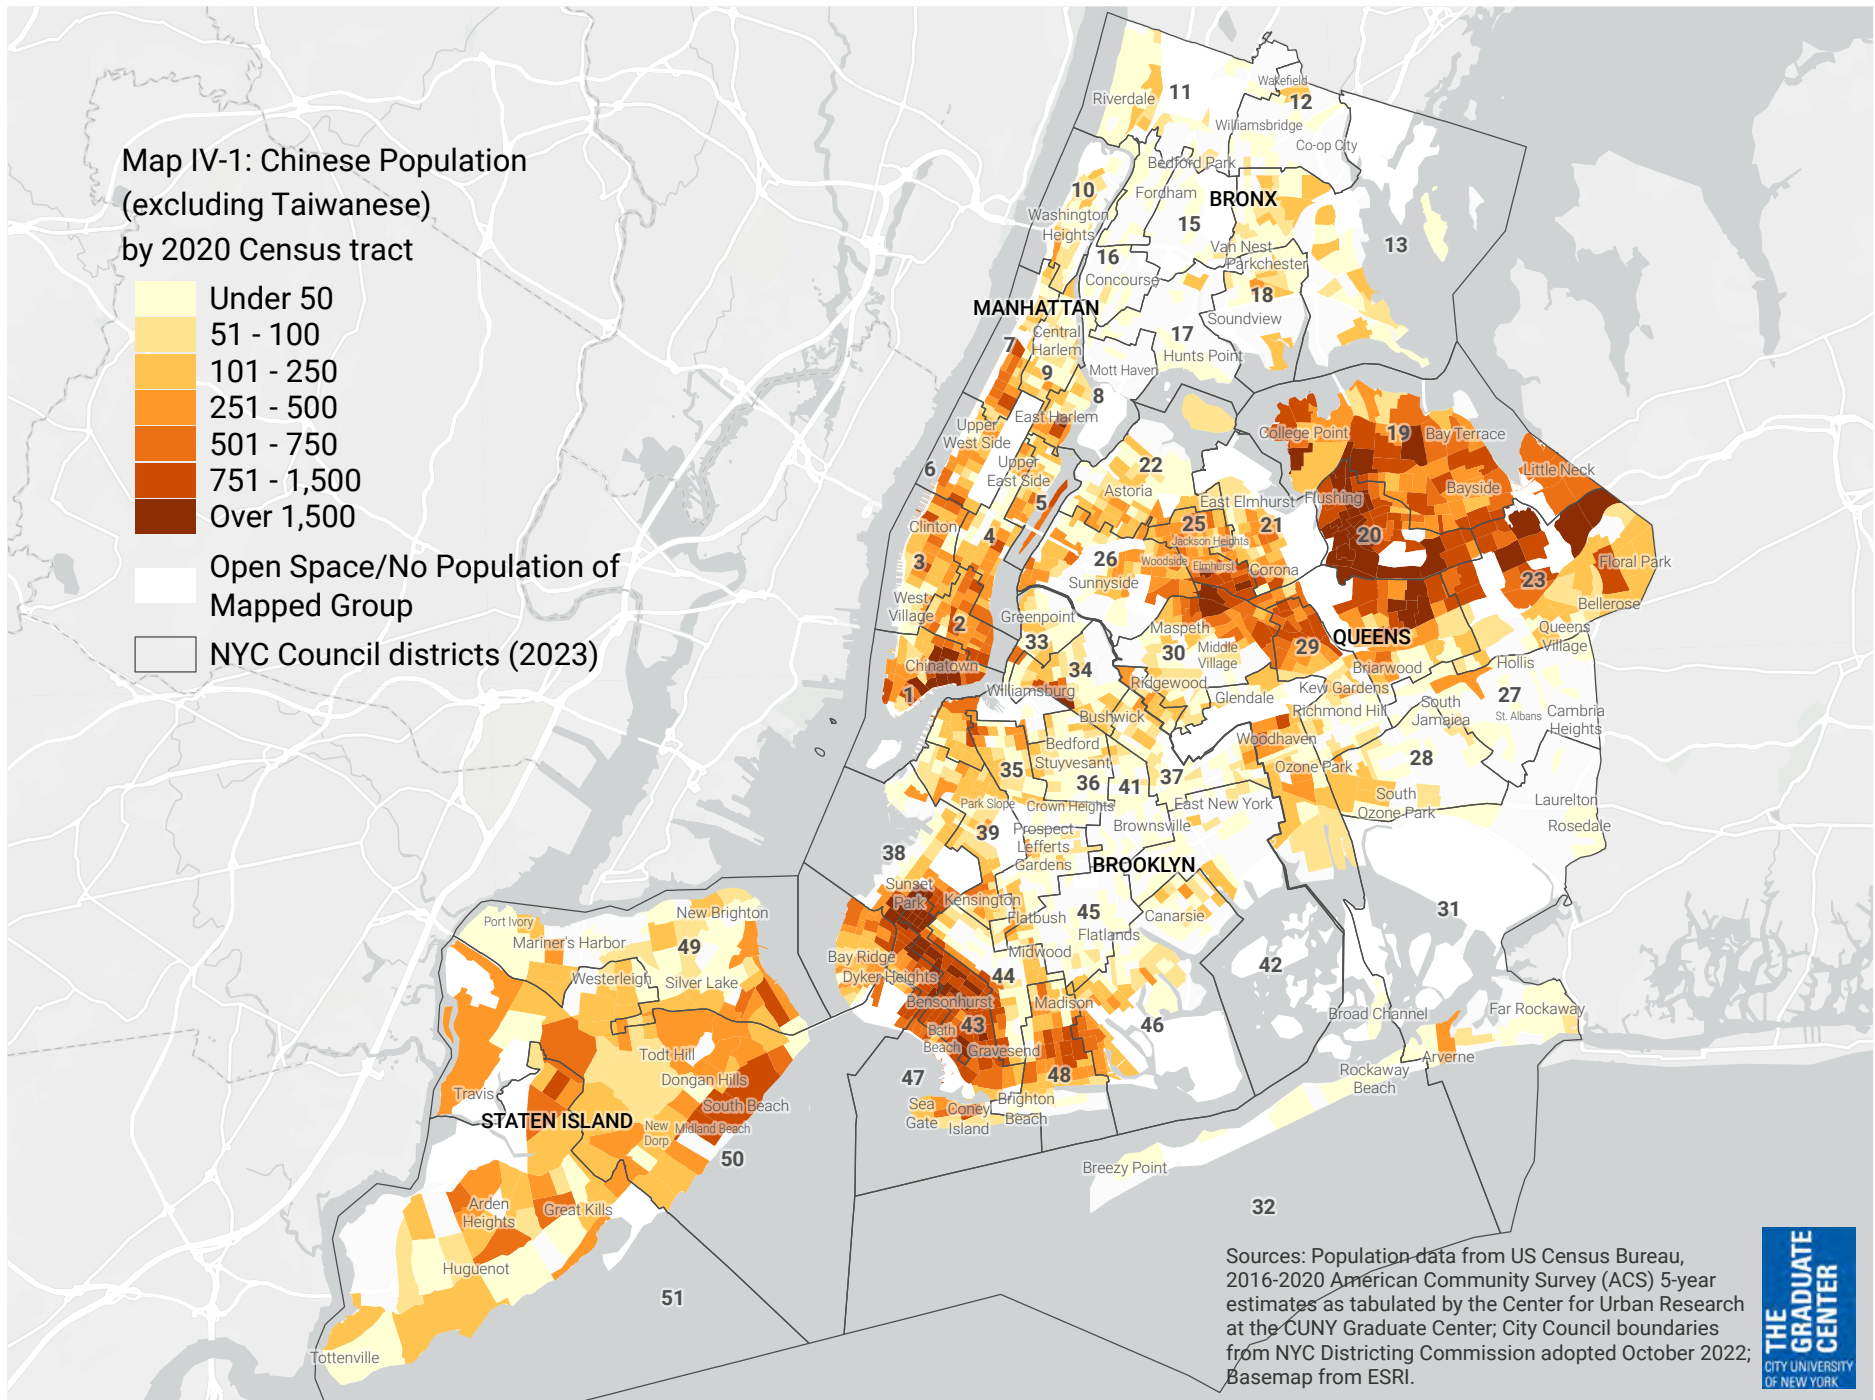 Map IV-1: Chinese Population
(excluding Taiwanese)
by 2020 Census tract
Under 50
51 - 100
101 - 250
251 - 500
501 - 750
751 - 1,500
Over 1,500
Open Space/No Population of
Mapped Group
NYC Council districts (2023)
Wakefield
Riverdale
11
12
Williamsbridge
Co-op City
Bedford Park
10
Fordham
BRONX
Washington
Heights
15
13
Van Nest
16
Parkchester
Concourse
18
MANHATTAN
Soundview
Central
Harlem
17
7
Hunts Point
9
Mott Haven
8
East Harlem
Upper
West Side
College Point
19
Bay Terrace
6
Upper
East Side
22
Little Neck
Astoria
Bayside
5
East Elmhurst
Flushing
Clinton
4
25
21
20
Jackson Heights
3
26
Woodside
Elmhurst
Corona
Floral Park
Sunnyside
23
West
Village
Bellerose
2
Greenpoint
Maspeth
Queens
Village
33
QUEENS
29
30
Middle
Village
Chinatown
34
Briarwood
Hollis
1
Williamsburg
Ridgewood
Glendale
Kew Gardens
27
Bushwick
Richmond Hill
South
Jamaica
St. Albans
Cambria
Heights
Bedford
Stuyvesant
Woodhaven
35
Ozone Park
28
36
41
37
Park Slope
Crown Heights
East New York
South
Ozone Park
Laurelton
Rosedale
39
Prospect
Lefferts
Gardens
Brownsville
38
BROOKLYN
Sunset
Park
Kensington
Flatbush
45
Canarsie
31
Port Ivory
New Brighton
Mariner's Harbor
49
Flatlands
Bay Ridge
Midwood
Westerleigh
Silver Lake
Dyker Heights
44
42
Bensonhurst
Madison
Far Rockaway
Broad Channel
Bath
Beach
43
46
Gravesend
Todt Hill
Arverne
Dongan Hills
47
48
Rockaway
Beach
Travis
South Beach
Sea
Gate
Coney
Island
Brighton
Beach
STATEN ISLAND
New
Dorp
Midland Beach
50
Breezy Point
Arden
Heights
Great Kills
32
Huguenot
51
Tottenville
Sources: Population data from US Census Bureau,
2016-2020 American Community Survey (ACS) 5-year
estimates as tabulated by the Center for Urban Research
at the CUNY Graduate Center; City Council boundaries
from NYC Districting Commission adopted October 2022;
Basemap from ESRI.
THE
GRADUATE
CENTER
CITY UNIVERSITY
OF NEW YORK